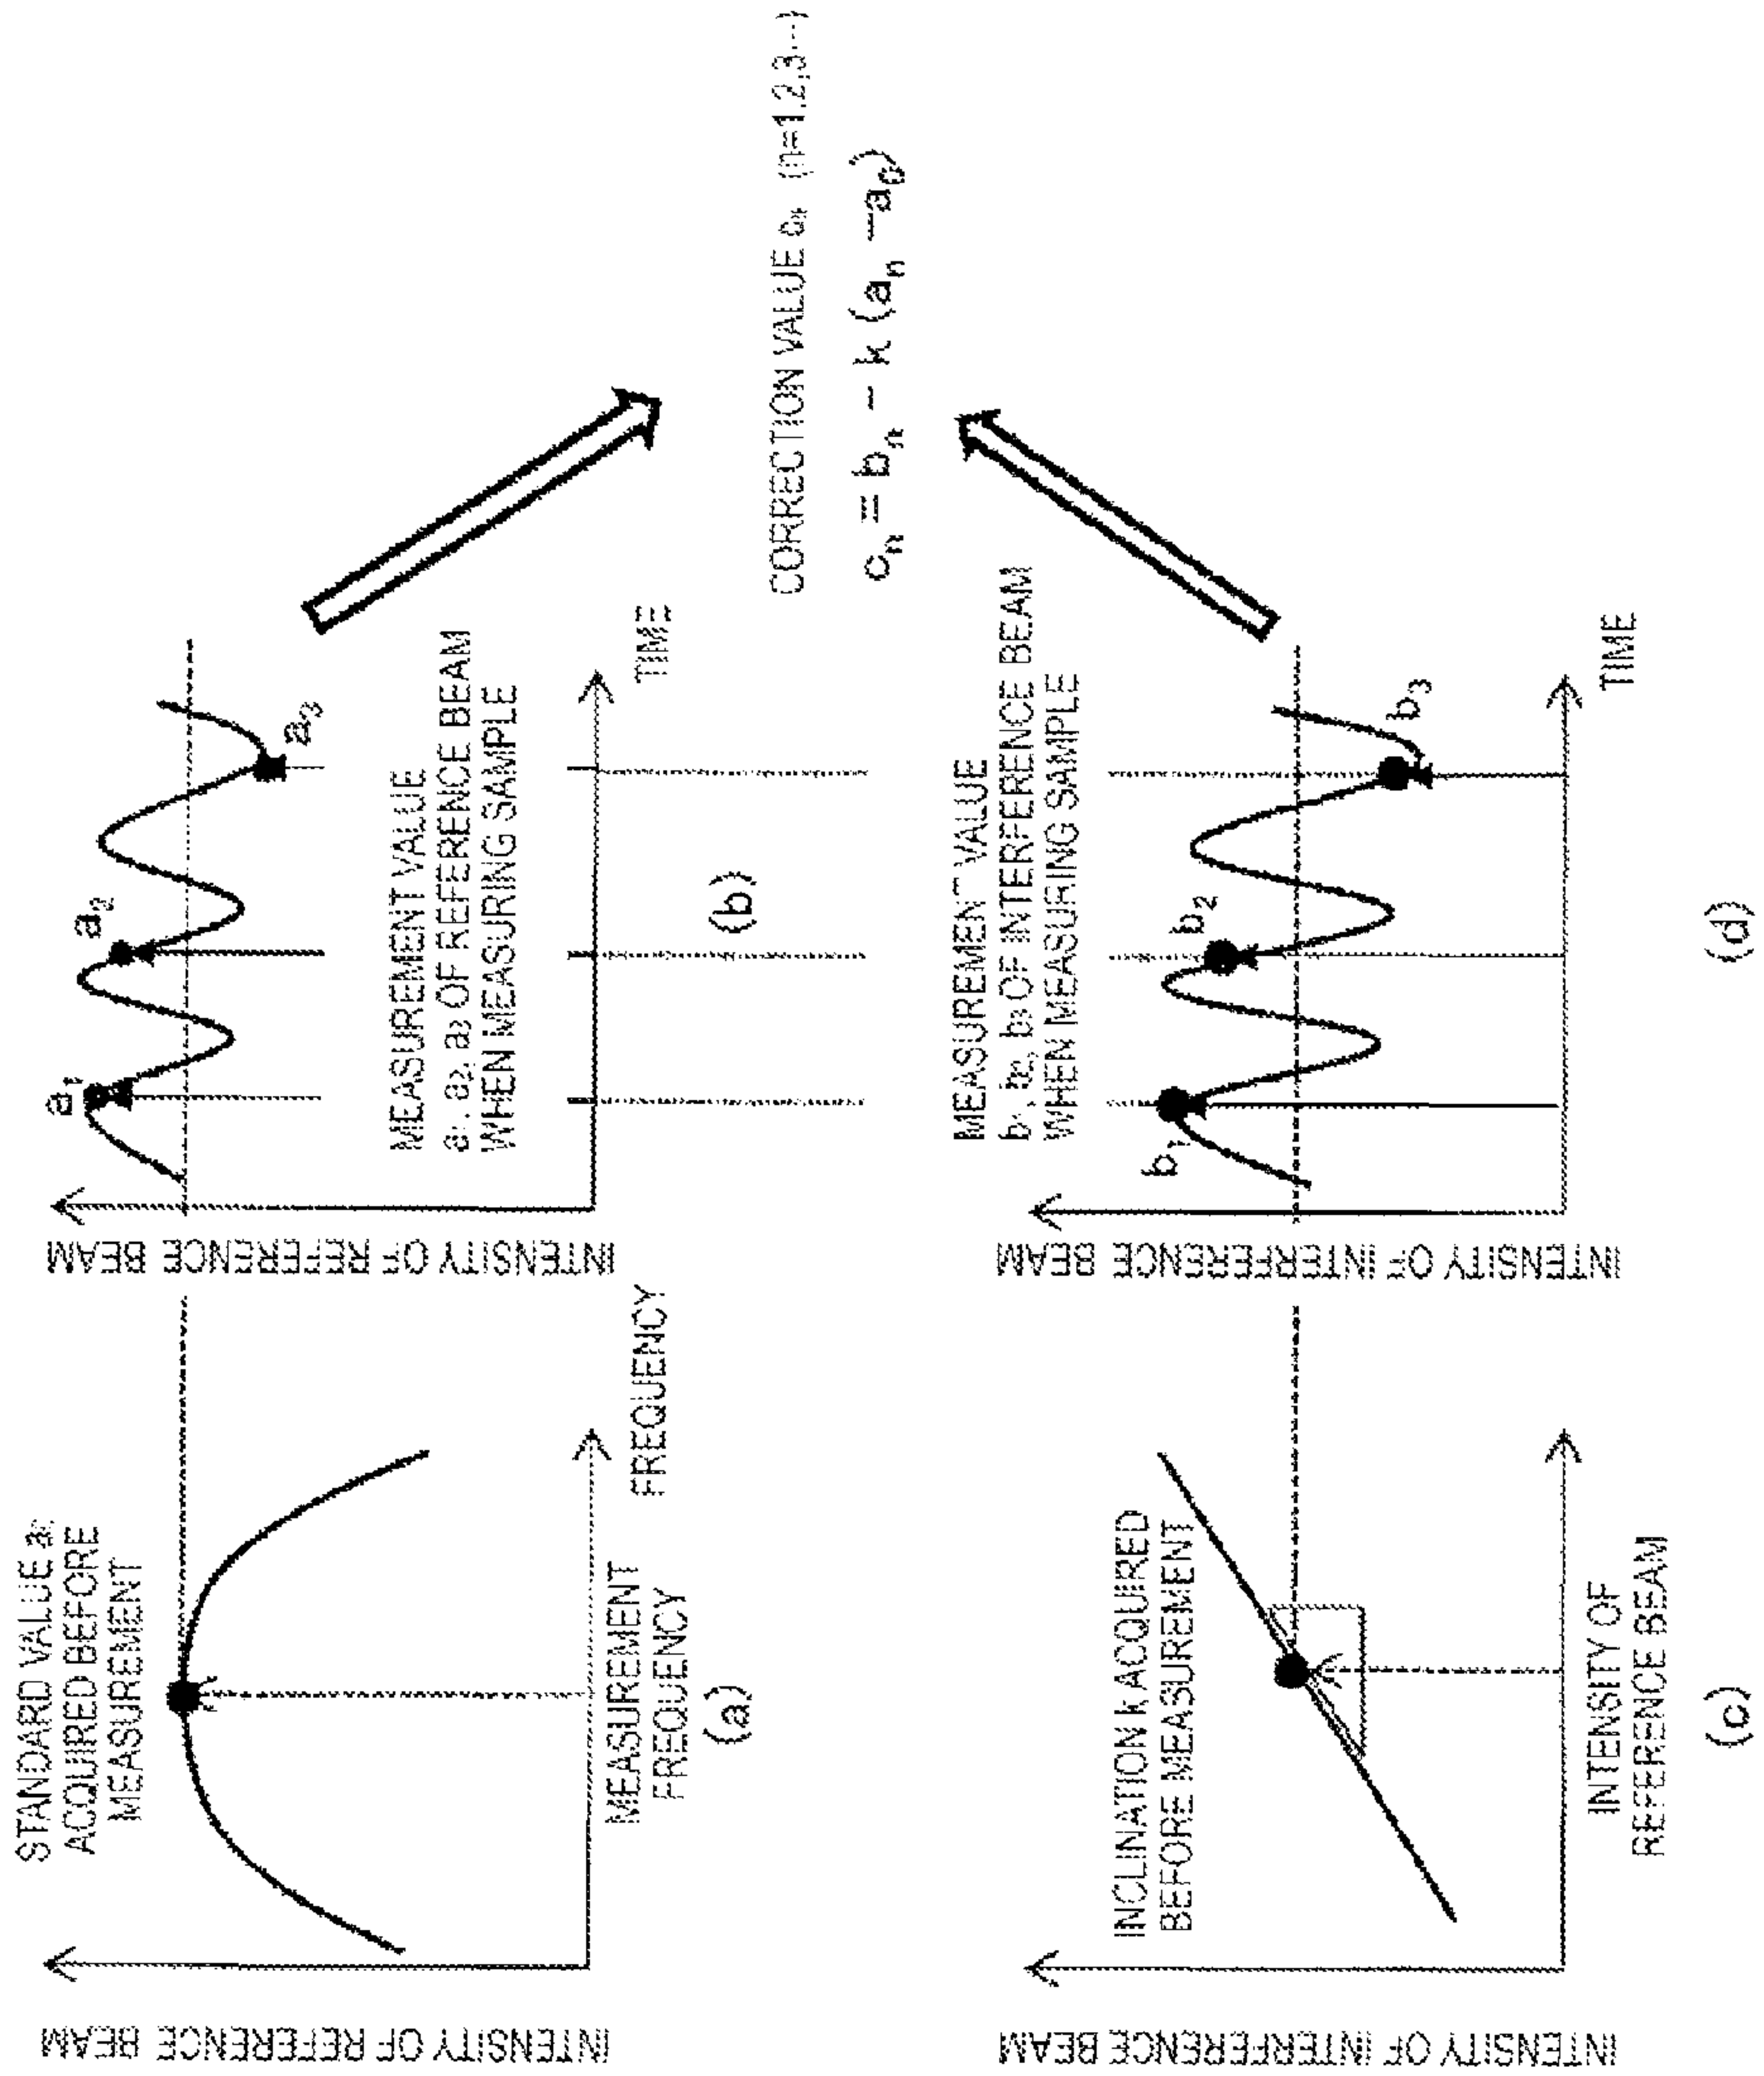 STANDARD VALUE a₀
ACQUIRED BEFORE
MEASUREMENT
INTENSITY OF REFERENCE BEAM
MEASUREMENT
FREQUENCY
FREQUENCY
(a)
INTENSITY OF REFERENCE BEAM
a₁
a₂
a₃
MEASUREMENT VALUE
a₁, a₂, a₃ OF REFERENCE BEAM
WHEN MEASURING SAMPLE
TIME
(b)
CORRECTION VALUE cₙ (n=1,2,3···)
cₙ = bₙ − k (aₙ −a₀)
INCLINATION k ACQUIRED
BEFORE MEASUREMENT
INTENSITY OF INTERFERENCE BEAM
INTENSITY OF
REFERENCE BEAM
(c)
MEASUREMENT VALUE
b₁, b₂, b₃ OF INTERFERENCE BEAM
WHEN MEASURING SAMPLE
INTENSITY OF INTERFERENCE BEAM
b₁
b₂
b₃
TIME
(d)